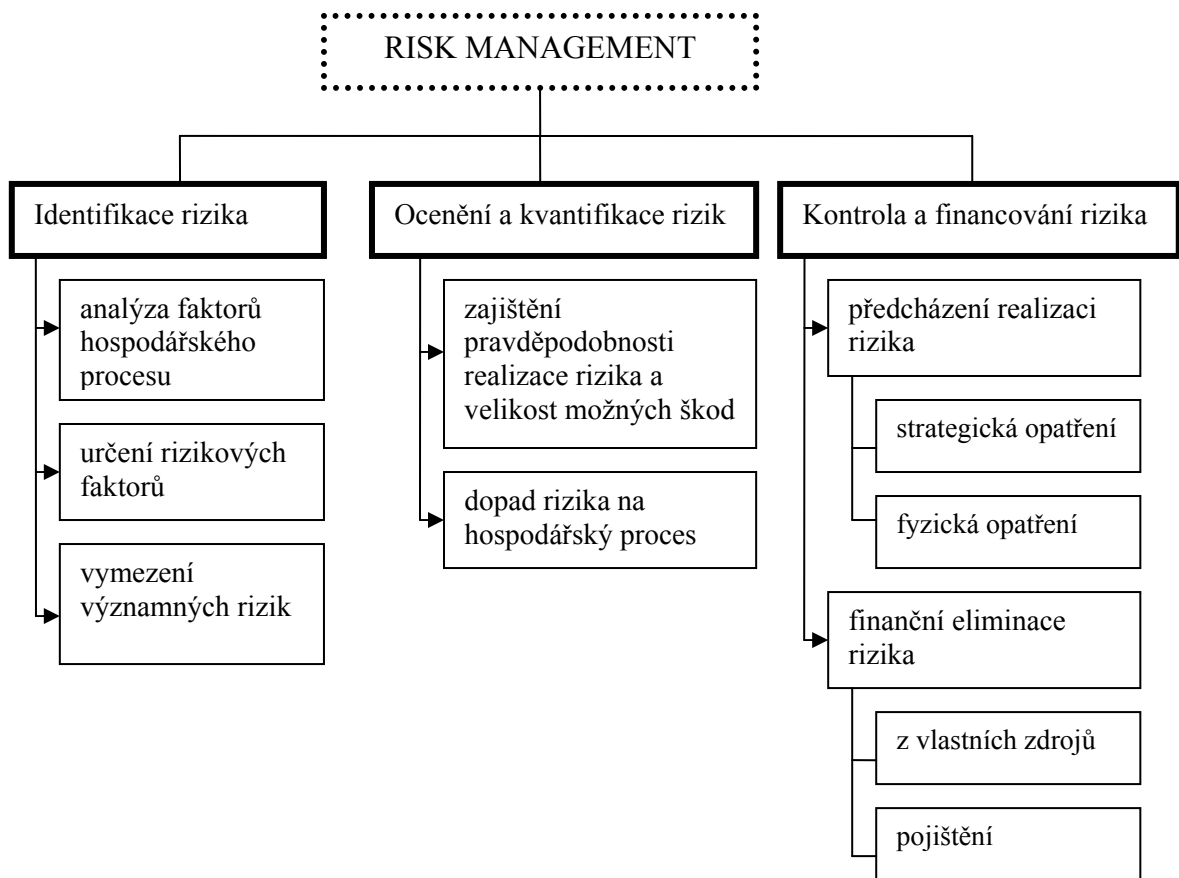 RISK MANAGEMENT
Identifikace rizika
analýza faktorů
hospodářského
procesu
určení rizikových
faktorů
vymezení
významných rizik
Ocenění a kvantifikace rizik
zajištění
pravděpodobnosti
realizace rizika a
velikost možných škod
dopad rizika na
hospodářský proces
Kontrola a financování rizika
předcházení realizaci
rizika
strategická opatření
fyzická opatření
finanční eliminace
rizika
z vlastních zdrojů
pojištění